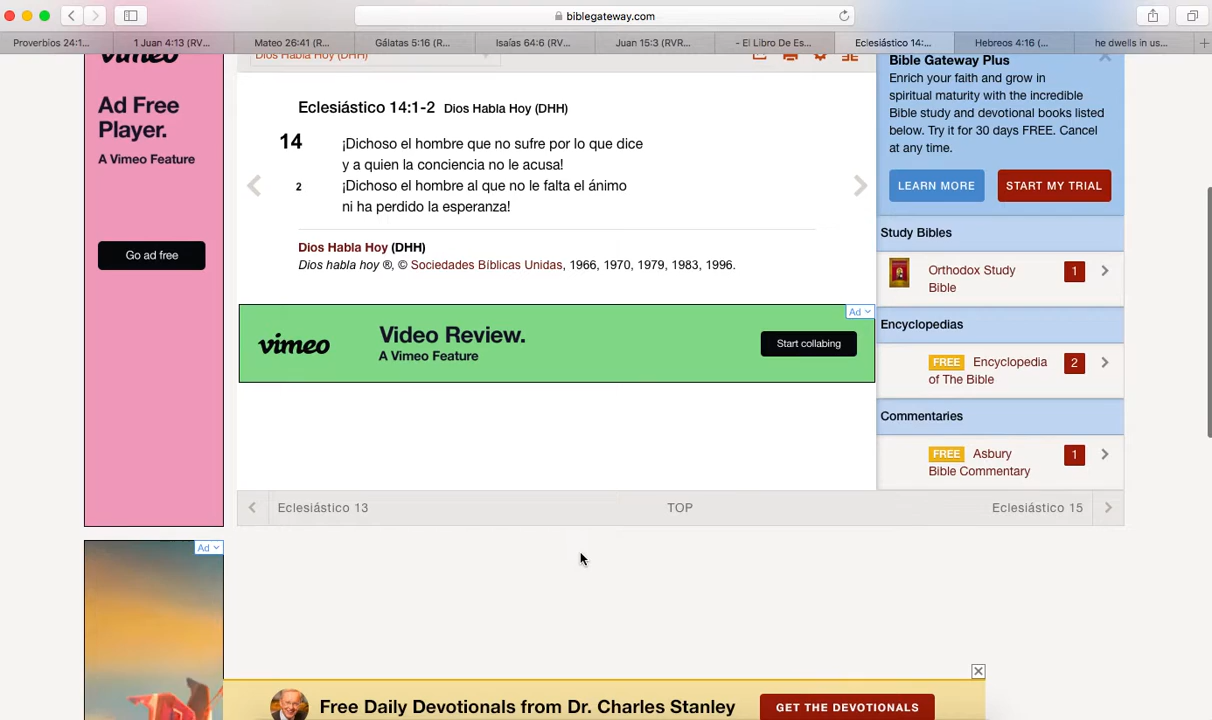 biblegateway.com
Proverbios 24:1...
1 Juan 4:13 (RV...
Mateo 26:41 (R...
Gálatas 5:16 (R...
Isaías 64:6 (RV...
Juan 15:3 (RVR...
- El Libro De Es...
Eclesiástico 14:...
Hebreos 4:16 (...
he dwells in us...
vimeo
Ad Free
Player.
A Vimeo Feature
Go ad free
Dios Habla Hoy (DHH)
Eclesiástico 14:1-2 Dios Habla Hoy (DHH)
14 ¡Dichoso el hombre que no sufre por lo que dice
y a quien la conciencia no le acusa!
2 ¡Dichoso el hombre al que no le falta el ánimo
ni ha perdido la esperanza!
Dios Habla Hoy (DHH)
Dios habla hoy ®, © Sociedades Bíblicas Unidas, 1966, 1970, 1979, 1983, 1996.
Ad
vimeo
Video Review.
A Vimeo Feature
Start collabing
Bible Gateway Plus
Enrich your faith and grow in
spiritual maturity with the incredible
Bible study and devotional books listed
below. Try it for 30 days FREE. Cancel
at any time.
LEARN MORE
START MY TRIAL
Study Bibles
Orthodox Study
Bible
1
Encyclopedias
FREE Encyclopedia
of The Bible
2
Commentaries
FREE Asbury
Bible Commentary
1
Eclesiástico 13
TOP
Eclesiástico 15
Ad
Free Daily Devotionals from Dr. Charles Stanley
GET THE DEVOTIONALS